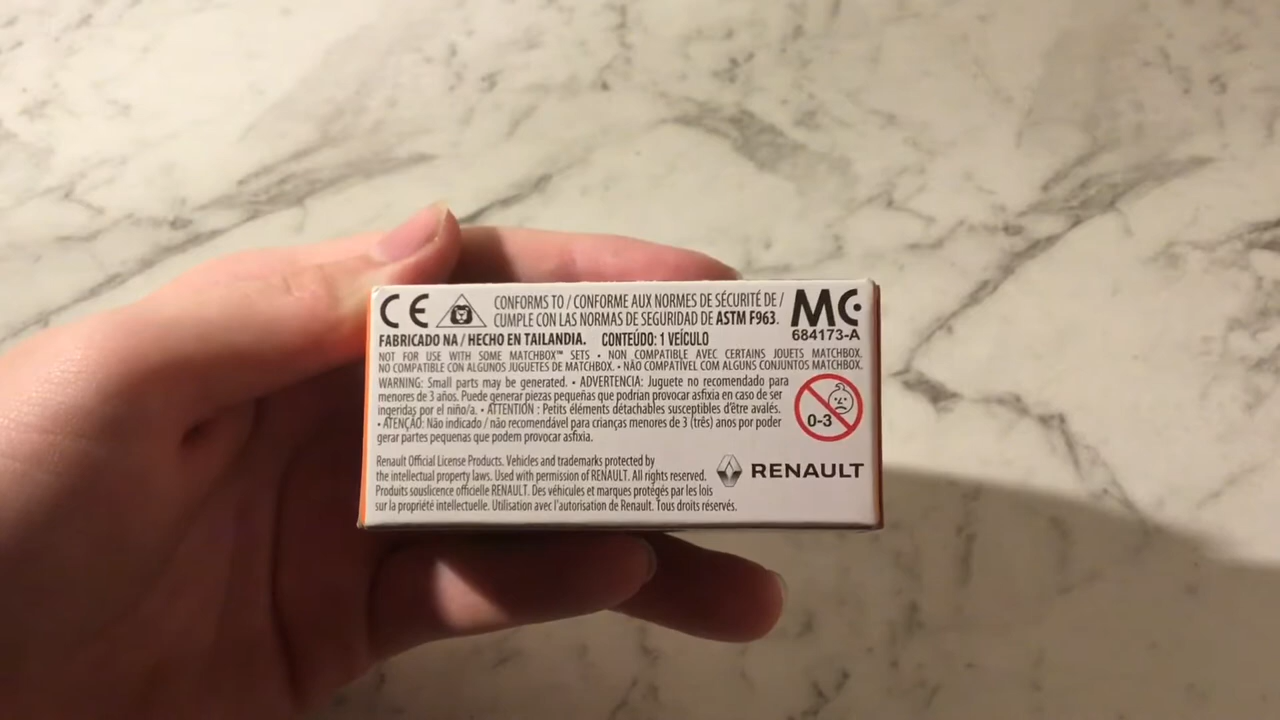 CE
CONFORMS TO / CONFORME AUX NORMES DE SÉCURITÉ DE /
CUMPLE CON LAS NORMAS DE SEGURIDAD DE ASTM F963.
MC
684173-A
FABRICADO NA / HECHO EN TAILANDIA. CONTEÚDO: 1 VEÍCULO
NOT FOR USE WITH SOME MATCHBOX™ SETS • NON COMPATIBLE AVEC CERTAINS JOUETS MATCHBOX.
NO COMPATIBLE CON ALGUNOS JUGUETES DE MATCHBOX. • NÃO COMPATÍVEL COM ALGUNS CONJUNTOS MATCHBOX.
WARNING: Small parts may be generated. • ADVERTENCIA: Juguete no recomendado para
menores de 3 años. Puede generar piezas pequeñas que podrian provocar asfixia en caso de ser
ingeridas por el niño/a. • ATTENTION : Petits éléments détachables susceptibles d'être avalés.
• ATENÇÃO: Não indicado / não recomendável para crianças menores de 3 (três) anos por poder
gerar partes pequenas que podem provocar asfixia.
0-3
Renault Official License Products. Vehicles and trademarks protected by
the intellectual property laws. Used with permission of RENAULT. All rights reserved.
Produits souslicence officielle RENAULT. Des véhicules et marques protégés par les lois
sur la propriété intellectuelle. Utilisation avec l'autorisation de Renault. Tous droits réservés.
RENAULT